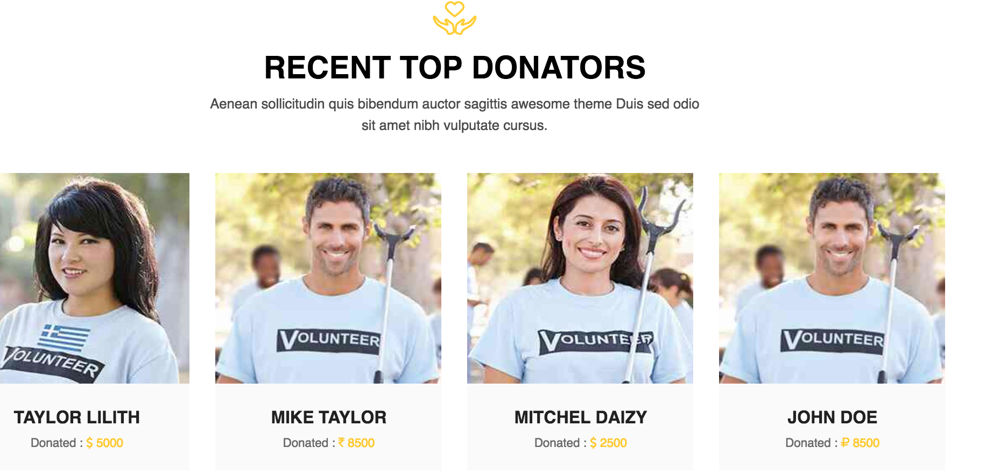 RECENT TOP DONATORS
Aenean sollicitudin quis bibendum auctor sagittis awesome theme Duis sed odio
sit amet nibh vulputate cursus.
VOLUNTEER
VOLUNTEER
VOLUNTEER
VOLUNTEER
TAYLOR LILITH
Donated : $ 5000
MIKE TAYLOR
Donated : ₹ 8500
MITCHEL DAIZY
Donated : $ 2500
JOHN DOE
Donated : ₽ 8500